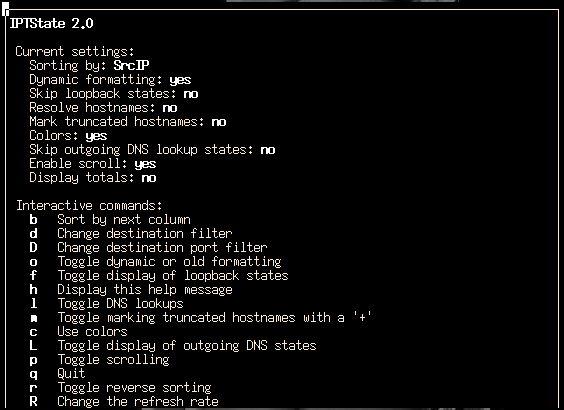 IPTState 2.0
Current settings:
Sorting by: SrcIP
Dynamic formatting: yes
Skip loopback states: no
Resolve hostnames: no
Mark truncated hostnames: no
Colors: yes
Skip outgoing DNS lookup states: no
Enable scroll: yes
Display totals: no
Interactive commands:
b Sort by next column
d Change destination filter
D Change destination port filter
o Toggle dynamic or old formatting
f Toggle display of loopback states
h Display this help message
l Toggle DNS lookups
m Toggle marking truncated hostnames with a '+'
c Use colors
L Toggle display of outgoing DNS states
p Toggle scrolling
q Quit
r Toggle reverse sorting
R Change the refresh rate